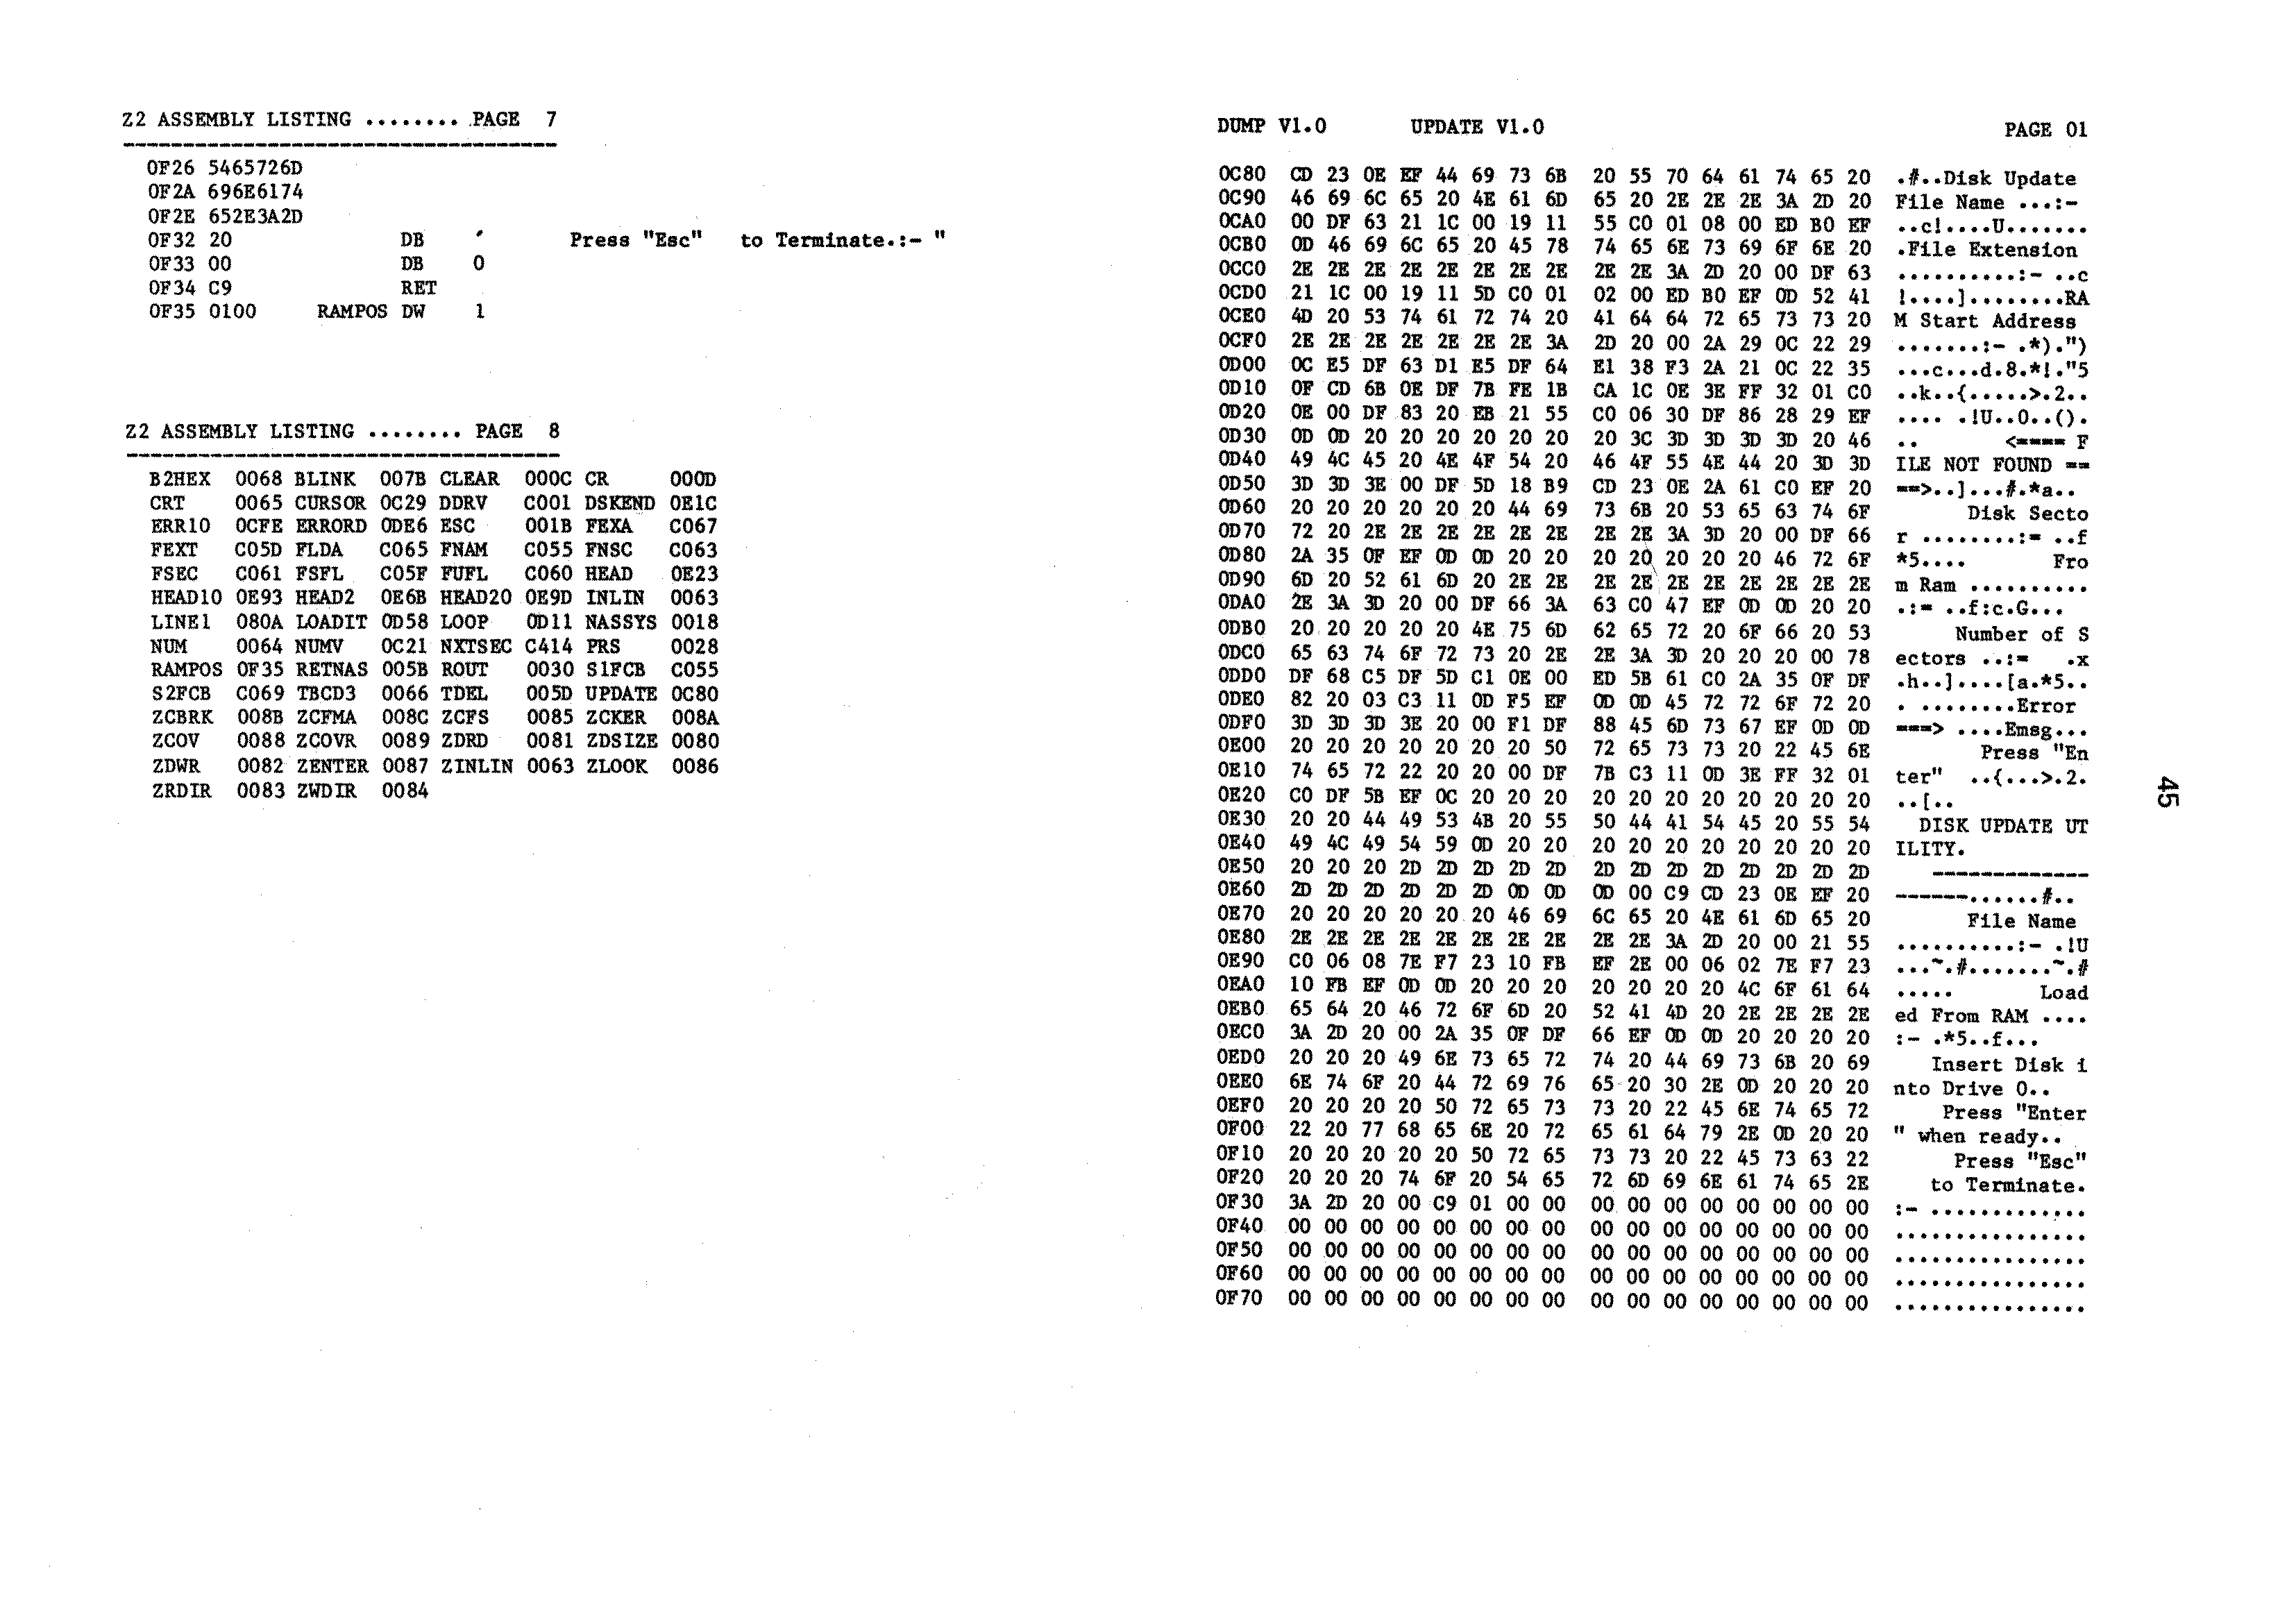 Z2 ASSEMBLY LISTING ........ PAGE 7
0F26 5465726D
0F2A 696E6174
0F2E 652E3A2D
0F32 20 DB ' Press "Esc" to Terminate.:- "
0F33 00 DB 0
0F34 C9 RET
0F35 0100 RAMPOS DW 1
Z2 ASSEMBLY LISTING ........ PAGE 8
B2HEX 0068 BLINK 007B CLEAR 000C CR 000D
CRT 0065 CURSOR 0C29 DDRV C001 DSKEND 0E1C
ERR10 0CFE ERRORD 0DE6 ESC 001B FEXA C067
FEXT C05D FLDA C065 FNAM C055 FNSC C063
FSEC C061 FSFL C05F FUFL C060 HEAD 0E23
HEAD10 0E93 HEAD2 0E6B HEAD20 0E9D INLIN 0063
LINE1 080A LOADIT 0D58 LOOP 0D11 NASSYS 0018
NUM 0064 NUMV 0C21 NXTSEC C414 PRS 0028
RAMPOS 0F35 RETNAS 005B ROUT 0030 S1FCB C055
S2FCB C069 TBCD3 0066 TDEL 005D UPDATE 0C80
ZCBRK 008B ZCFMA 008C ZCFS 0085 ZCKER 008A
ZCOV 0088 ZCOVR 0089 ZDRD 0081 ZDSIZE 0080
ZDWR 0082 ZENTER 0087 ZINLIN 0063 ZLOOK 0086
ZRDIR 0083 ZWDIR 0084
DUMP V1.0 UPDATE V1.0 PAGE 01
0C80 CD 23 0E EF 44 69 73 6B 20 55 70 64 61 74 65 20 .#..Disk Update
0C90 46 69 6C 65 20 4E 61 6D 65 20 2E 2E 2E 3A 2D 20 File Name ...:-
0CA0 00 DF 63 21 1C 00 19 11 55 C0 01 08 00 ED B0 EF ..c!....U.......
0CB0 0D 46 69 6C 65 20 45 78 74 65 6E 73 69 6F 6E 20 .File Extension
0CC0 2E 2E 2E 2E 2E 2E 2E 2E 2E 2E 3A 2D 20 00 DF 63 ..........:- ..c
0CD0 21 1C 00 19 11 5D C0 01 02 00 ED B0 EF 0D 52 41 !....]........RA
0CE0 4D 20 53 74 61 72 74 20 41 64 64 72 65 73 73 20 M Start Address
0CF0 2E 2E 2E 2E 2E 2E 2E 3A 2D 20 00 2A 29 0C 22 29 .......:- .*).")
0D00 0C E5 DF 63 D1 E5 DF 64 E1 38 F3 2A 21 0C 22 35 ...c...d.8.*!."5
0D10 0F CD 6B 0E DF 7B FE 1B CA 1C 0E 3E FF 32 01 C0 ..k..{.....>.2..
0D20 0E 00 DF 83 20 EB 21 55 C0 06 30 DF 86 28 29 EF .... .!U..0..().
0D30 0D 0D 20 20 20 20 20 20 20 3C 3D 3D 3D 3D 20 46 .. <==== F
0D40 49 4C 45 20 4E 4F 54 20 46 4F 55 4E 44 20 3D 3D ILE NOT FOUND ==
0D50 3D 3D 3E 00 DF 5D 18 B9 CD 23 0E 2A 61 C0 EF 20 ==>..]...#.*a..
0D60 20 20 20 20 20 20 44 69 73 6B 20 53 65 63 74 6F Disk Secto
0D70 72 20 2E 2E 2E 2E 2E 2E 2E 2E 3A 3D 20 00 DF 66 r ........:= ..f
0D80 2A 35 0F EF 0D 0D 20 20 20 20 20 20 20 46 72 6F *5.... Fro
0D90 6D 20 52 61 6D 20 2E 2E 2E 2E 2E 2E 2E 2E 2E 2E m Ram ..........
0DA0 2E 3A 3D 20 00 DF 66 3A 63 C0 47 EF 0D 0D 20 20 .:= ..f:c.G...
0DB0 20 20 20 20 20 4E 75 6D 62 65 72 20 6F 66 20 53 Number of S
0DC0 65 63 74 6F 72 73 20 2E 2E 3A 3D 20 20 20 00 78 ectors ..:= .x
0DD0 DF 68 C5 DF 5D C1 0E 00 ED 5B 61 C0 2A 35 0F DF .h..]....[a.*5..
0DE0 82 20 03 C3 11 0D F5 EF 0D 0D 45 72 72 6F 72 20 . ........Error
0DF0 3D 3D 3D 3E 20 00 F1 DF 88 45 6D 73 67 EF 0D 0D ===> ....Emsg...
0E00 20 20 20 20 20 20 20 50 72 65 73 73 20 22 45 6E Press "En
0E10 74 65 72 22 20 20 00 DF 7B C3 11 0D 3E FF 32 01 ter" ..{...>.2.
0E20 C0 DF 5B EF 0C 20 20 20 20 20 20 20 20 20 20 20 ..[..
0E30 20 20 44 49 53 4B 20 55 50 44 41 54 45 20 55 54 DISK UPDATE UT
0E40 49 4C 49 54 59 0D 20 20 20 20 20 20 20 20 20 20 ILITY.
0E50 20 20 20 2D 2D 2D 2D 2D 2D 2D 2D 2D 2D 2D 2D 2D -------------
0E60 2D 2D 2D 2D 2D 2D 0D 0D 0D 00 C9 CD 23 0E EF 20 ------......#..
0E70 20 20 20 20 20 20 46 69 6C 65 20 4E 61 6D 65 20 File Name
0E80 2E 2E 2E 2E 2E 2E 2E 2E 2E 2E 3A 2D 20 00 21 55 ..........:- .!U
0E90 C0 06 08 7E F7 23 10 FB EF 2E 00 06 02 7E F7 23 ...~.#.......~.#
0EA0 10 FB EF 0D 0D 20 20 20 20 20 20 20 4C 6F 61 64 ..... Load
0EB0 65 64 20 46 72 6F 6D 20 52 41 4D 20 2E 2E 2E 2E ed From RAM ....
0EC0 3A 2D 20 00 2A 35 0F DF 66 EF 0D 0D 20 20 20 20 :- .*5..f...
0ED0 20 20 20 49 6E 73 65 72 74 20 44 69 73 6B 20 69 Insert Disk i
0EE0 6E 74 6F 20 44 72 69 76 65 20 30 2E 0D 20 20 20 nto Drive 0..
0EF0 20 20 20 20 50 72 65 73 73 20 22 45 6E 74 65 72 Press "Enter
0F00 22 20 77 68 65 6E 20 72 65 61 64 79 2E 0D 20 20 " when ready..
0F10 20 20 20 20 20 50 72 65 73 73 20 22 45 73 63 22 Press "Esc"
0F20 20 20 20 74 6F 20 54 65 72 6D 69 6E 61 74 65 2E to Terminate.
0F30 3A 2D 20 00 C9 01 00 00 00 00 00 00 00 00 00 00 :- .............
0F40 00 00 00 00 00 00 00 00 00 00 00 00 00 00 00 00 ................
0F50 00 00 00 00 00 00 00 00 00 00 00 00 00 00 00 00 ................
0F60 00 00 00 00 00 00 00 00 00 00 00 00 00 00 00 00 ................
0F70 00 00 00 00 00 00 00 00 00 00 00 00 00 00 00 00 ................
45